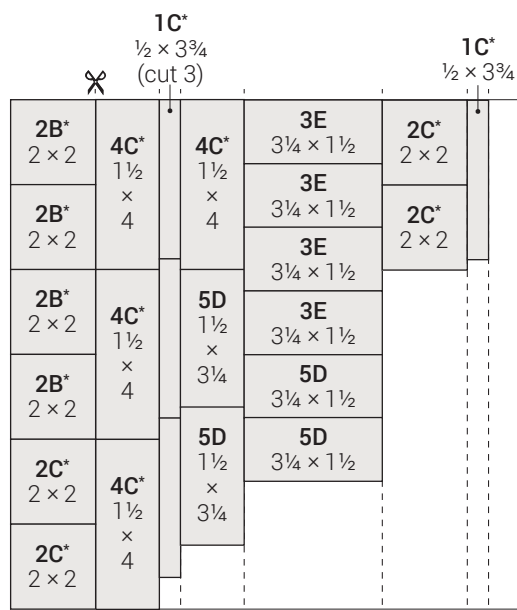 1C*
½ × 3¾
(cut 3)
1C*
½ × 3¾
2B*
2 × 2
2B*
2 × 2
2B*
2 × 2
2B*
2 × 2
2C*
2 × 2
2C*
2 × 2
4C*
1½
×
4
4C*
1½
×
4
4C*
1½
×
4
4C*
1½
×
4
5D
1½
×
3¼
5D
1½
×
3¼
3E
3¼ × 1½
3E
3¼ × 1½
3E
3¼ × 1½
3E
3¼ × 1½
5D
3¼ × 1½
5D
3¼ × 1½
2C*
2 × 2
2C*
2 × 2